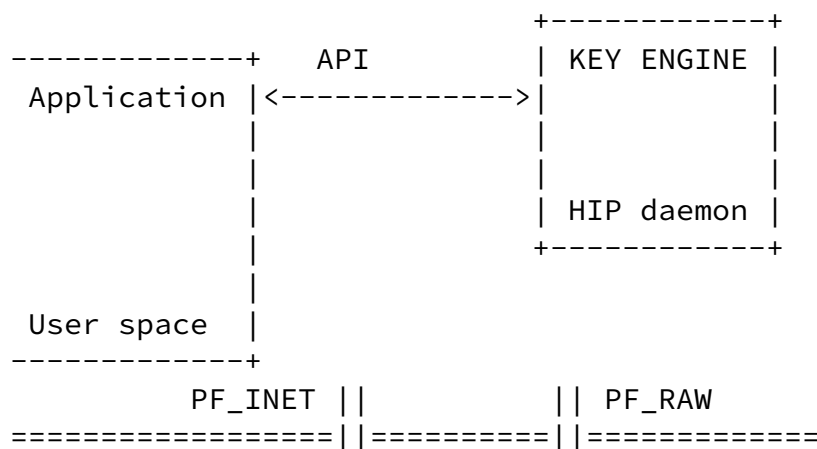 +------------+
-------------+   API         | KEY ENGINE |
 Application |<------------->|            |
             |               |            |
             |               |            |
             |               | HIP daemon |
             |               +------------+
             |
 User space  |
-------------+
          PF_INET ||          || PF_RAW
==================||==========||=============